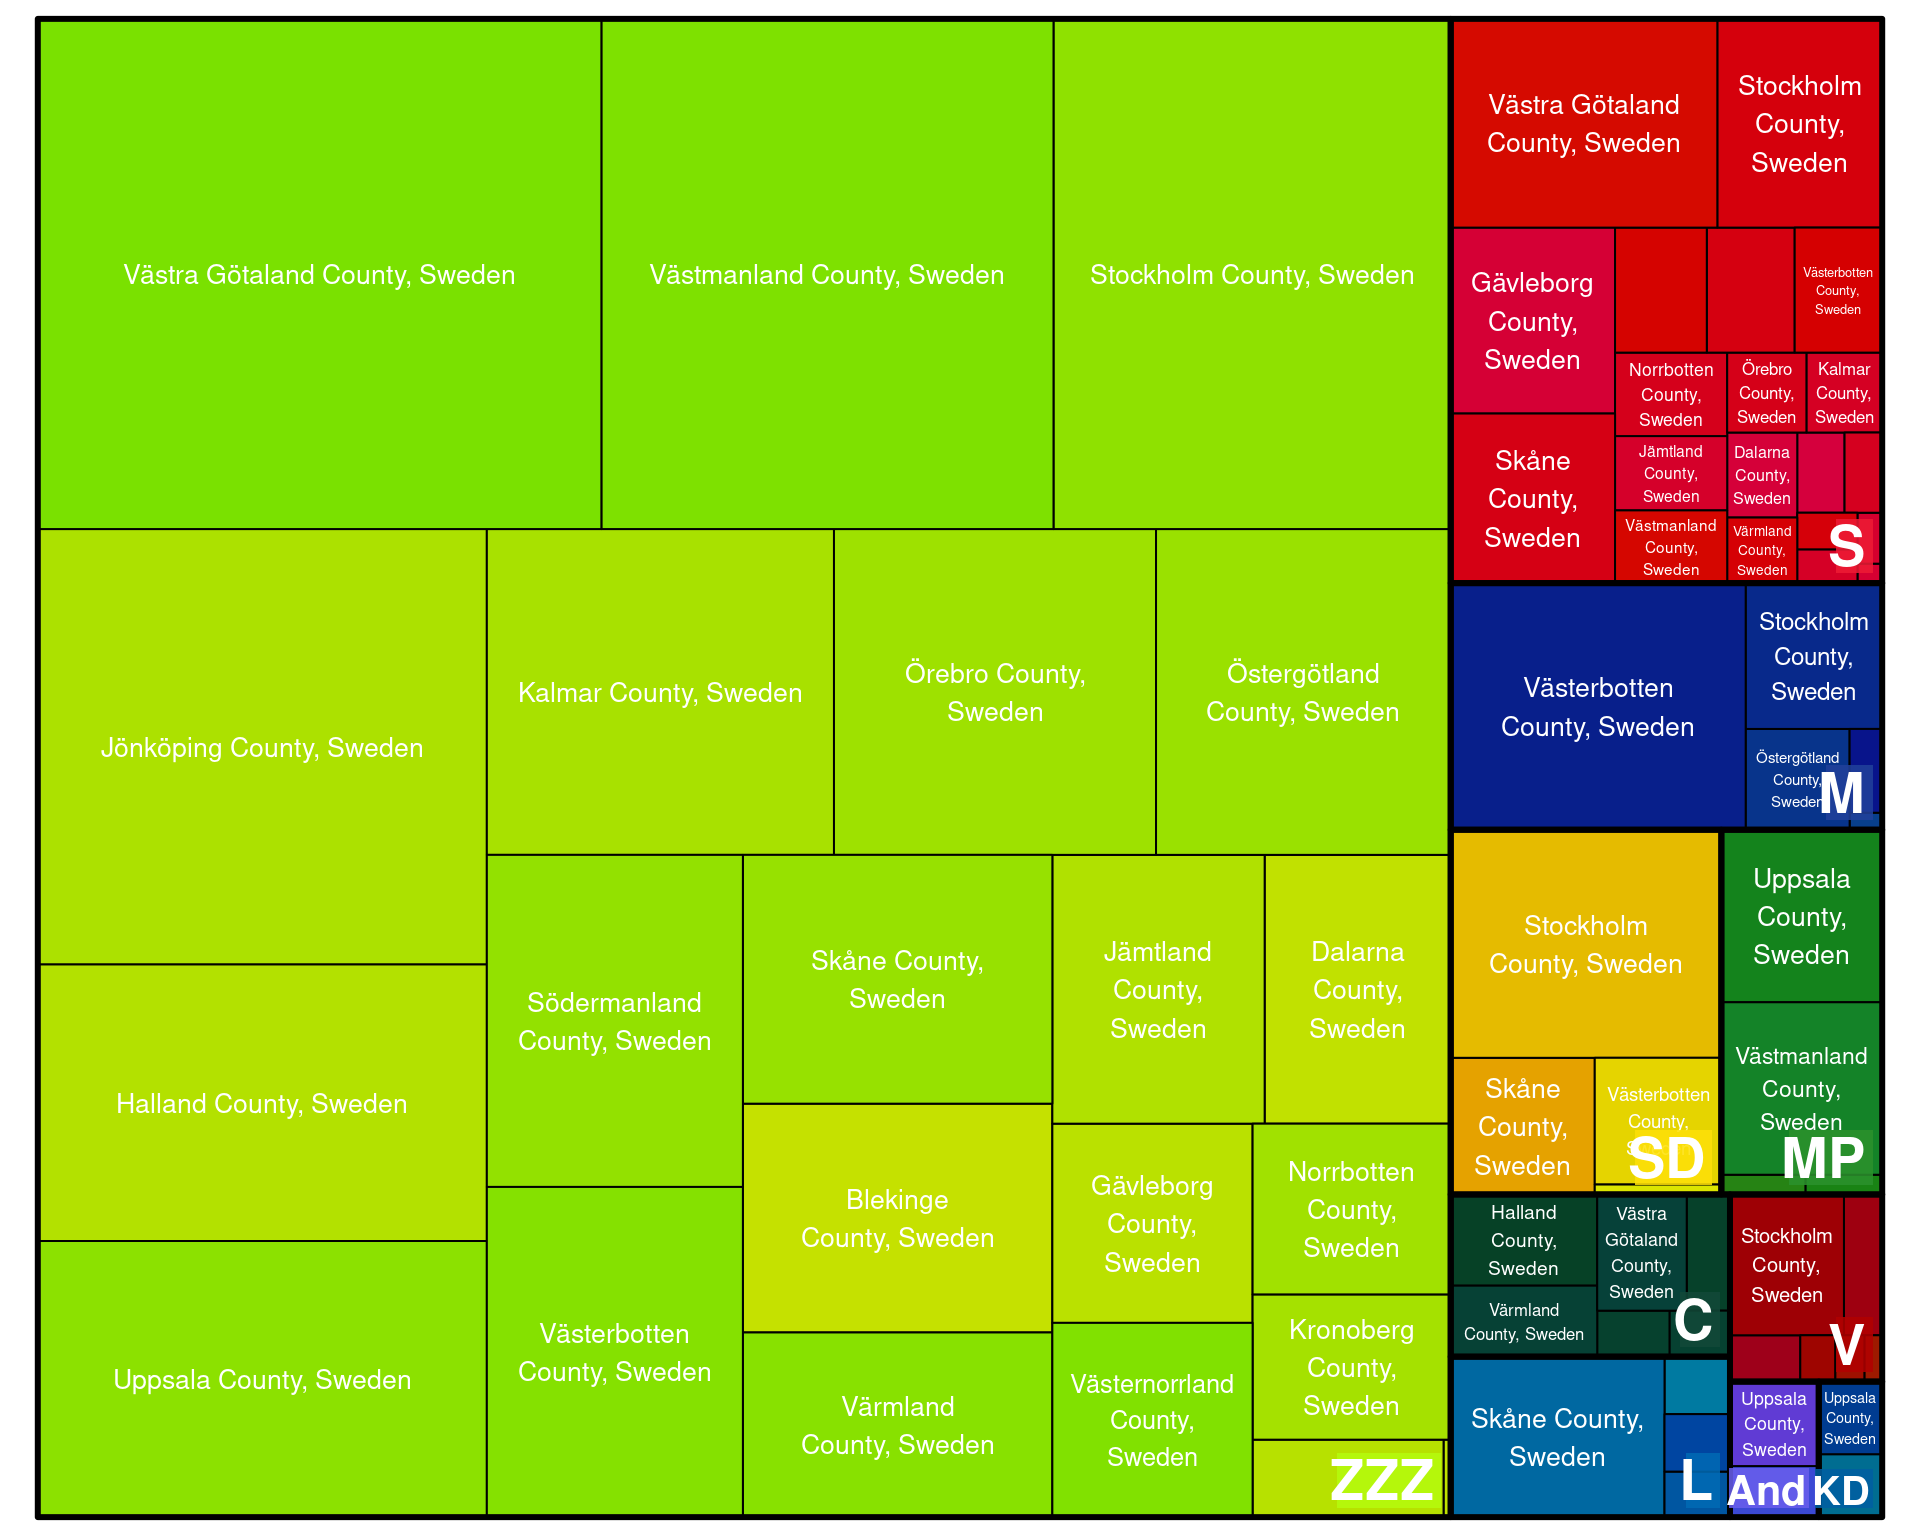 Västra Götaland County, Sweden
Västmanland County, Sweden
Stockholm County, Sweden
Jönköping County, Sweden
Kalmar County, Sweden
Örebro County,
Sweden
Östergötland
County, Sweden
Halland County, Sweden
Uppsala County, Sweden
Södermanland
County, Sweden
Västerbotten
County, Sweden
Skåne County,
Sweden
Blekinge
County, Sweden
Värmland
County, Sweden
Jämtland
County,
Sweden
Dalarna
County,
Sweden
Gävleborg
County,
Sweden
Norrbotten
County,
Sweden
Västernorrland
County,
Sweden
Kronoberg
County,
Sweden
ZZZ
Västra Götaland
County, Sweden
Stockholm
County,
Sweden
Gävleborg
County,
Sweden
Västerbotten
County,
Sweden
Skåne
County,
Sweden
Norrbotten
County,
Sweden
Örebro
County,
Sweden
Kalmar
County,
Sweden
Jämtland
County,
Sweden
Dalarna
County,
Sweden
Västmanland
County,
Sweden
Värmland
County,
Sweden
S
Västerbotten
County, Sweden
Stockholm
County,
Sweden
Östergötland
County,
Sweden
M
Stockholm
County, Sweden
Skåne
County,
Sweden
Västerbotten
County,
SD
Uppsala
County,
Sweden
Västmanland
County,
Sweden
MP
Halland
County,
Sweden
Västra
Götaland
County,
Sweden
Värmland
County, Sweden
C
Stockholm
County,
Sweden
V
Skåne County,
Sweden
L
Uppsala
County,
Sweden
And
Uppsala
County,
Sweden
KD